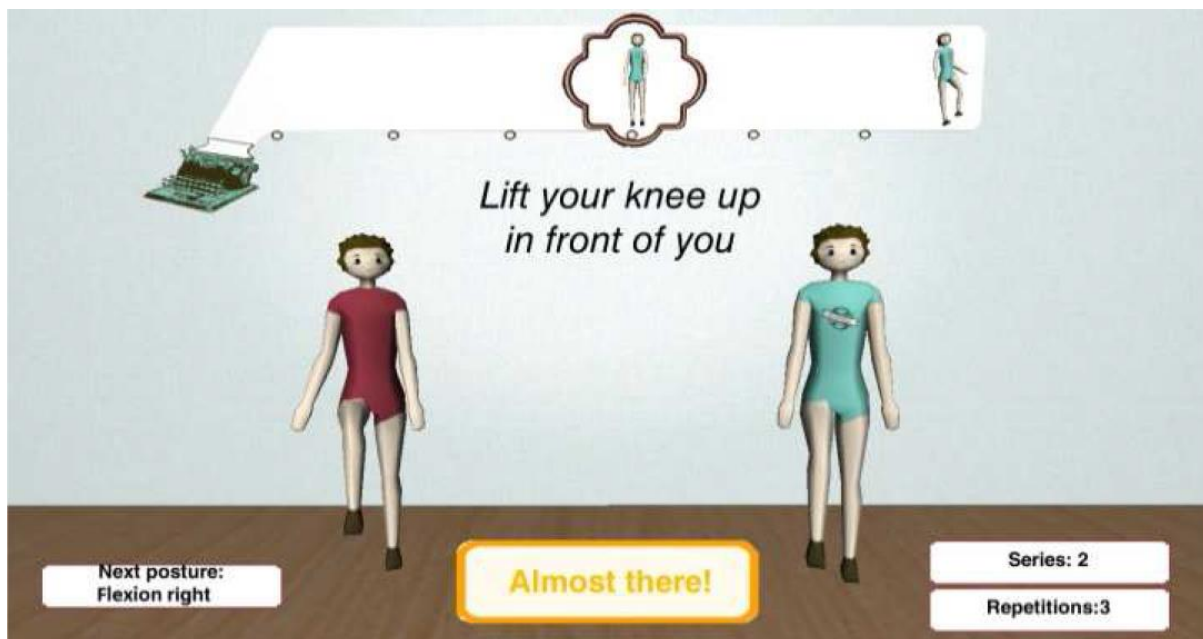 Lift your knee up
in front of you
Next posture:
Flexion right
Almost there!
Series: 2
Repetitions:3